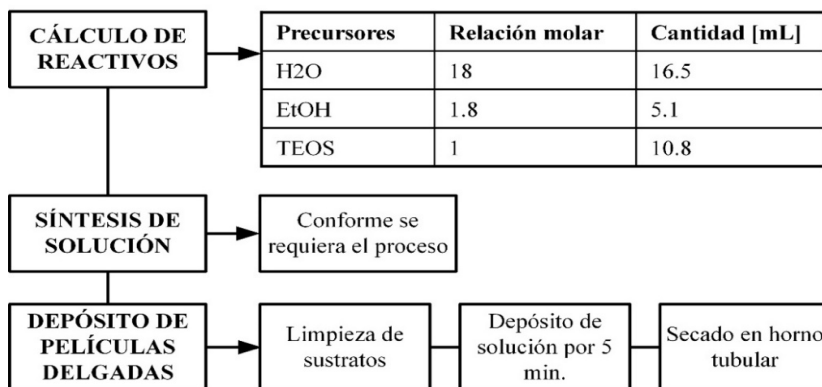 CÁLCULO DE
REACTIVOS
Precursores Relación molar Cantidad [mL]
H2O 18 16.5
EtOH 1.8 5.1
TEOS 1 10.8
SÍNTESIS DE
SOLUCIÓN
Conforme se
requiera el proceso
DEPÓSITO DE
PELÍCULAS
DELGADAS
Limpieza de
sustratos
Depósito de
solución por 5
min.
Secado en horno
tubular